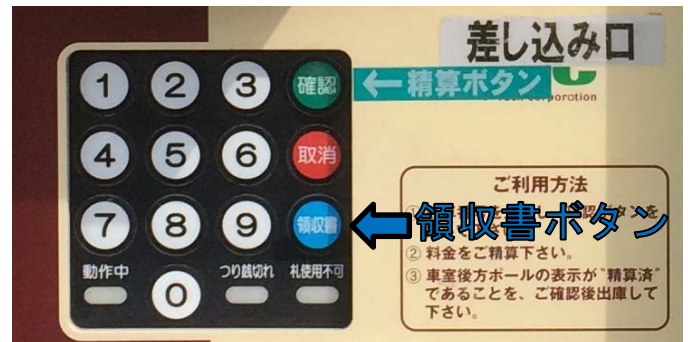 差し込み口
1 2 3 確認
←精算ボタン
poration
4 5 6 取消
ご利用方法
7 8 9 領収書
←領収書ボタン
② 料金をご精算下さい。
動作中 つり銭切れ 札使用不可
0
③ 車室後方ポールの表示が"精算済"
であることを、ご確認後出庫して
下さい。